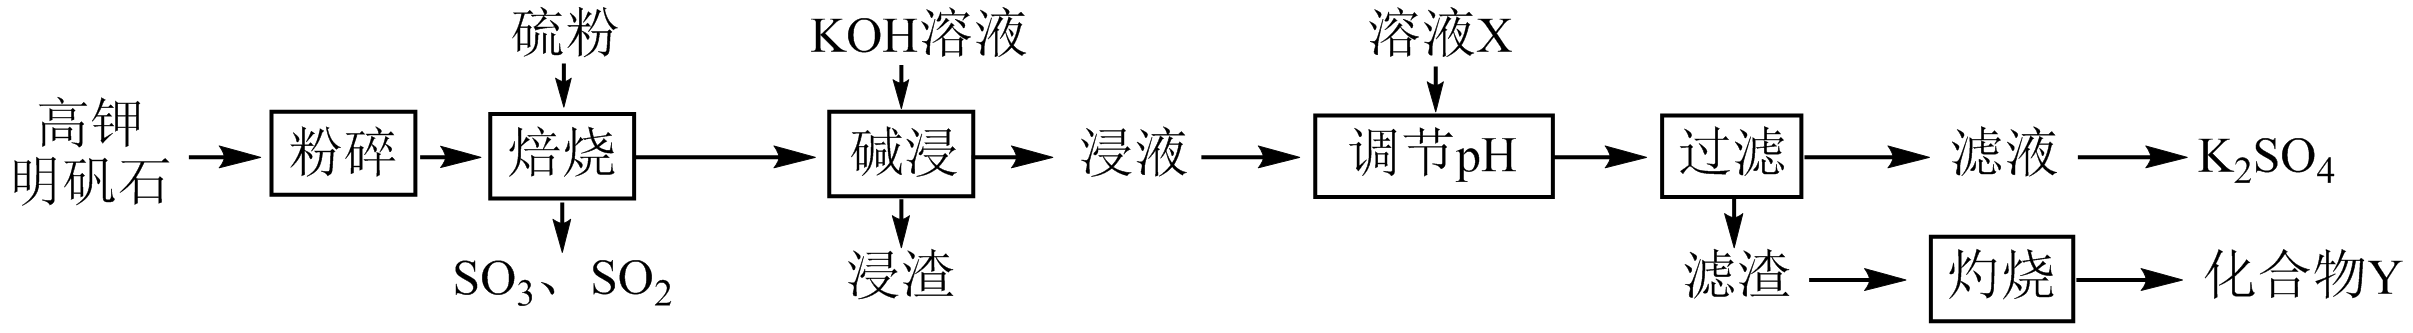 硫粉
KOH溶液
溶液X
高钾
明矾石
粉碎
焙烧
碱浸
浸液
调节pH
过滤
滤液
K₂SO₄
SO₃、SO₂
浸渣
滤渣
灼烧
化合物Y